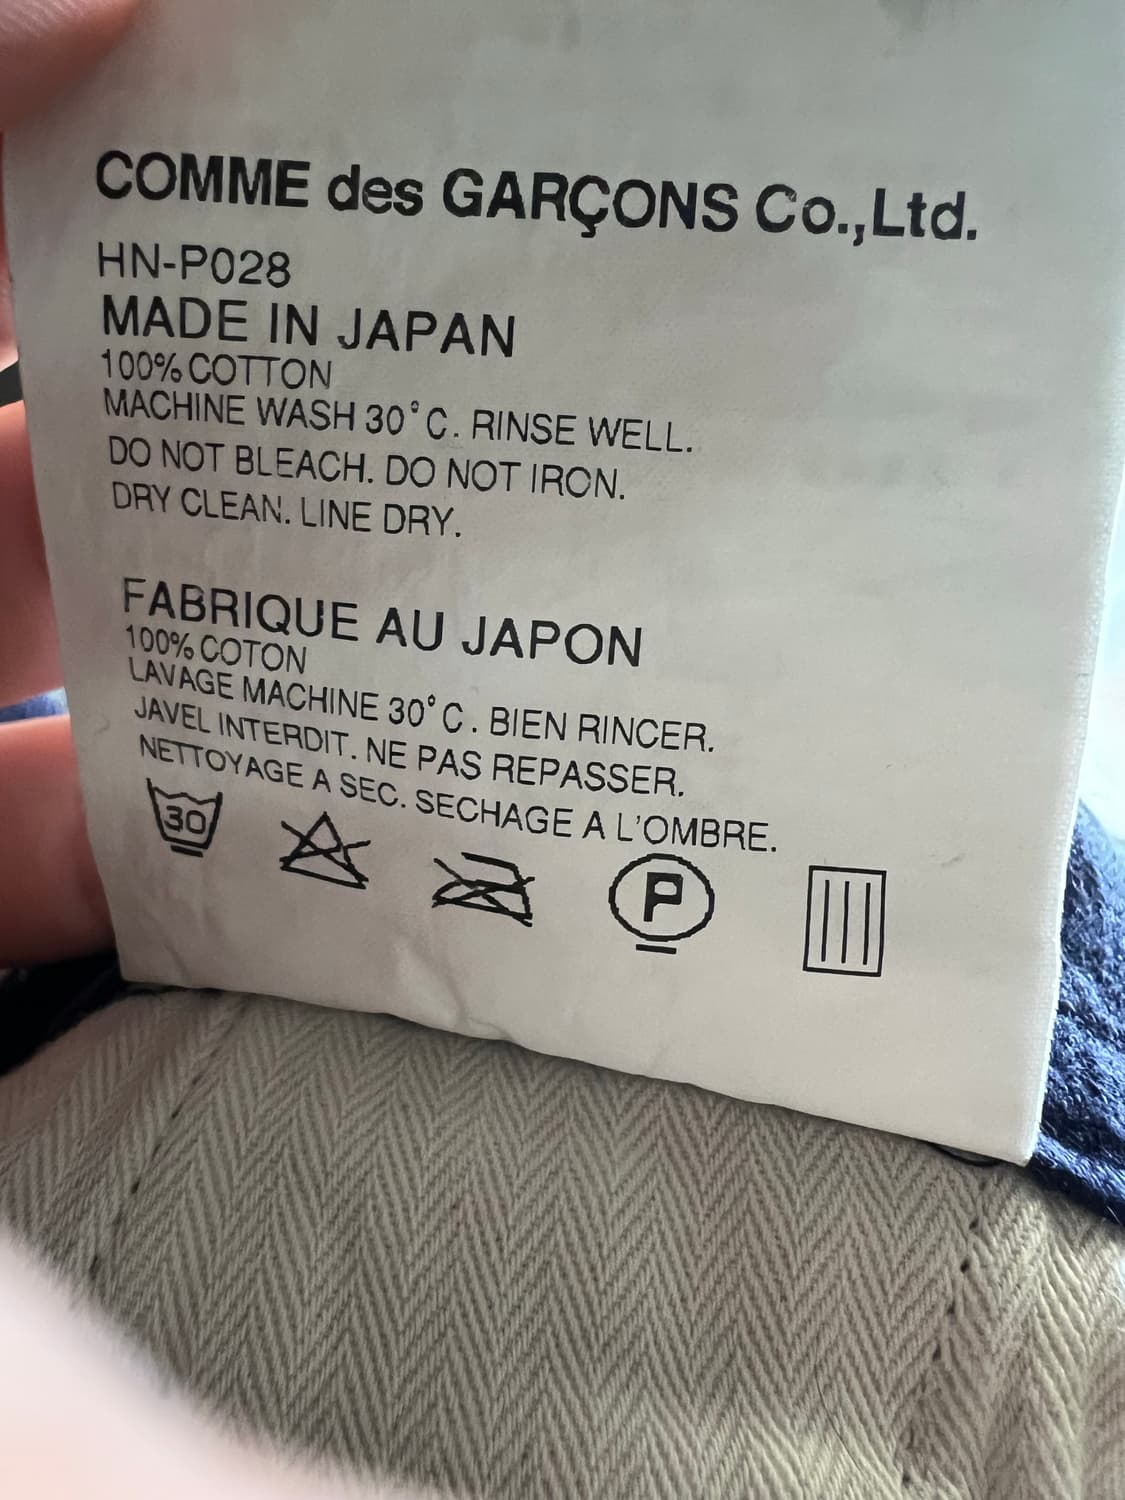 COMME des GARÇONS Co.,Ltd.
HN-P028
MADE IN JAPAN
100% COTTON
MACHINE WASH 30°C. RINSE WELL.
DO NOT BLEACH. DO NOT IRON.
DRY CLEAN. LINE DRY.
FABRIQUE AU JAPON
100% COTON
LAVAGE MACHINE 30°C. BIEN RINCER.
JAVEL INTERDIT. NE PAS REPASSER.
NETTOYAGE A SEC. SECHAGE A L'OMBRE.
30 P